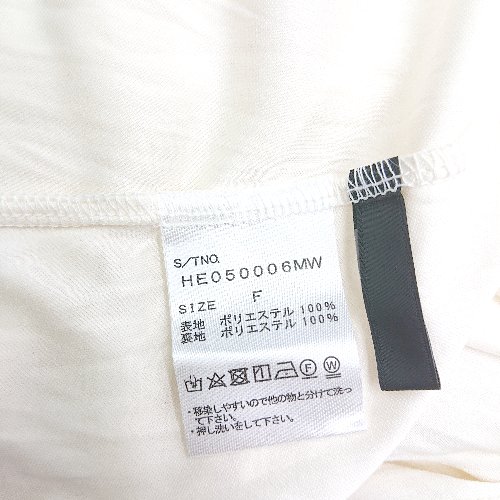 S/TNO.
HE050006MW
SIZE F
表地 ポリエステル 100%
裏地 ポリエステル 100%
F W
・移染しやすいので他の物と分けて洗っ
て下さい。
・押し洗いをして下さい。